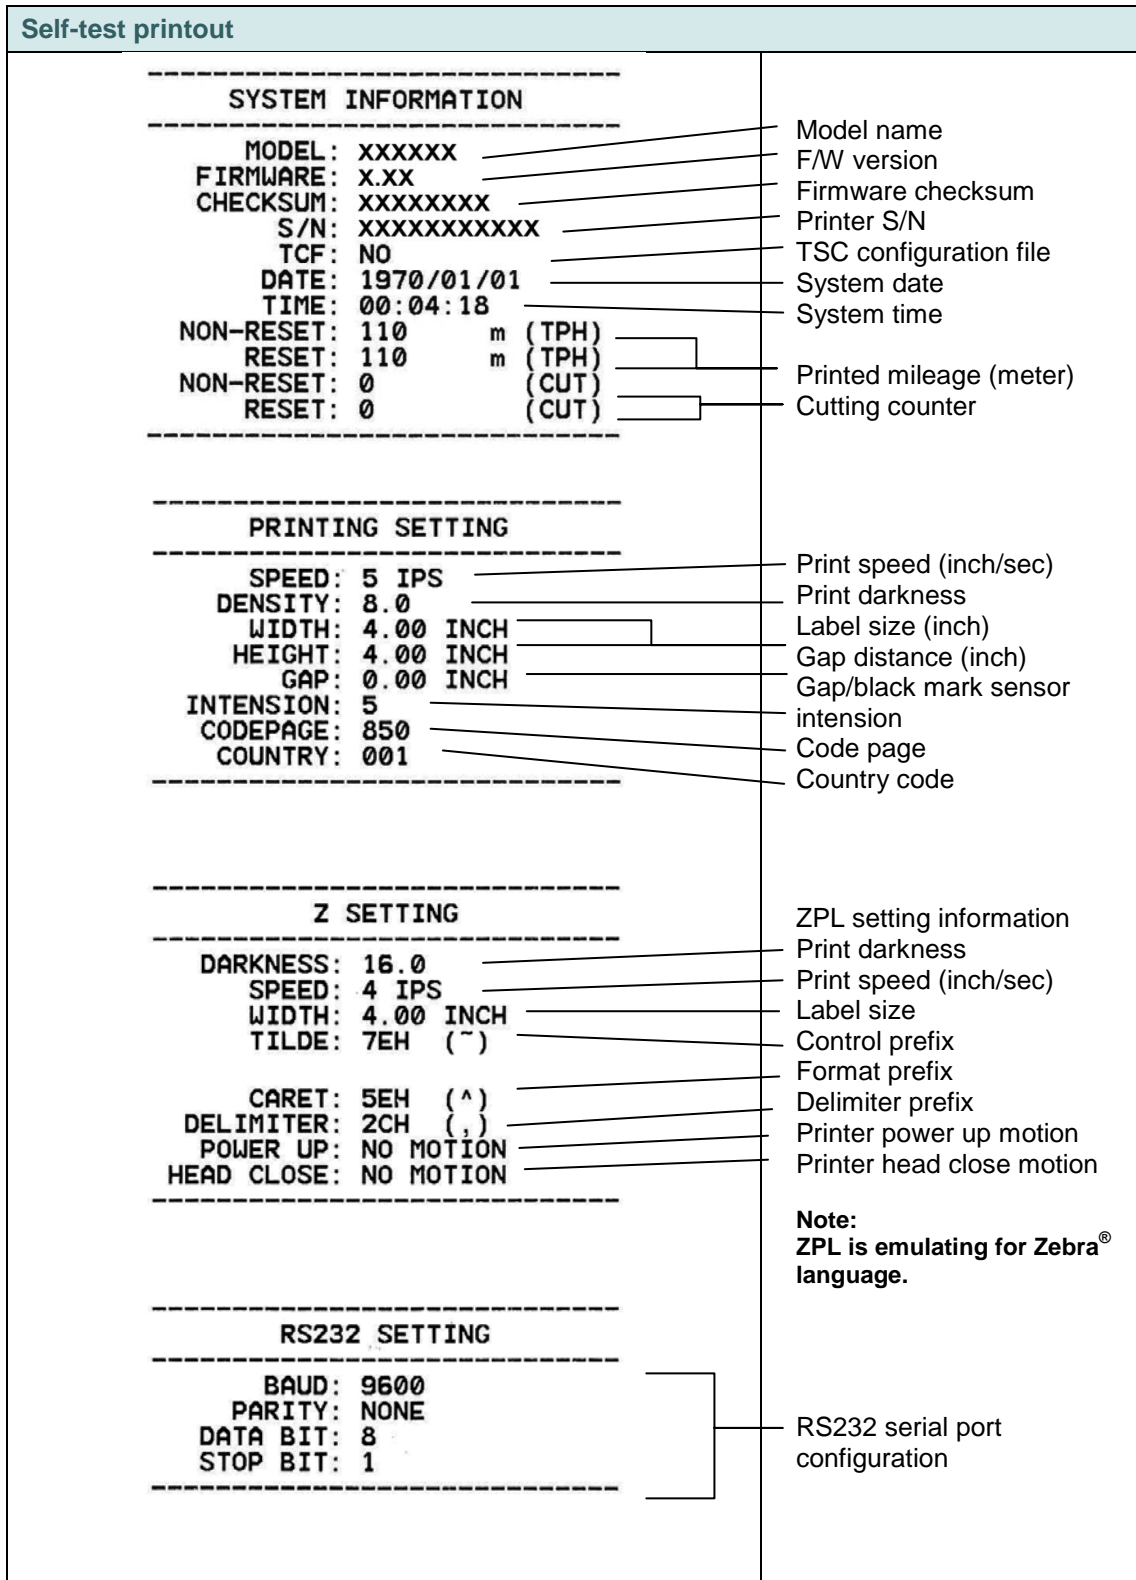 Self-test printout
SYSTEM INFORMATION
MODEL: XXXXXX
FIRMWARE: X.XX
CHECKSUM: XXXXXXXX
S/N: XXXXXXXXXXX
TCF: NO
DATE: 1970/01/01
TIME: 00:04:18
NON-RESET: 110 m (TPH)
RESET: 110 m (TPH)
NON-RESET: 0 (CUT)
RESET: 0 (CUT)
Model name
F/W version
Firmware checksum
Printer S/N
TSC configuration file
System date
System time
Printed mileage (meter)
Cutting counter
PRINTING SETTING
SPEED: 5 IPS
DENSITY: 8.0
WIDTH: 4.00 INCH
HEIGHT: 4.00 INCH
GAP: 0.00 INCH
INTENSION: 5
CODEPAGE: 850
COUNTRY: 001
Print speed (inch/sec)
Print darkness
Label size (inch)
Gap distance (inch)
Gap/black mark sensor
intension
Code page
Country code
Z SETTING
DARKNESS: 16.0
SPEED: 4 IPS
WIDTH: 4.00 INCH
TILDE: 7EH (~)
CARET: 5EH (^)
DELIMITER: 2CH (,)
POWER UP: NO MOTION
HEAD CLOSE: NO MOTION
ZPL setting information
Print darkness
Print speed (inch/sec)
Label size
Control prefix
Format prefix
Delimiter prefix
Printer power up motion
Printer head close motion
Note:
ZPL is emulating for Zebra®
language.
RS232 SETTING
BAUD: 9600
PARITY: NONE
DATA BIT: 8
STOP BIT: 1
RS232 serial port
configuration